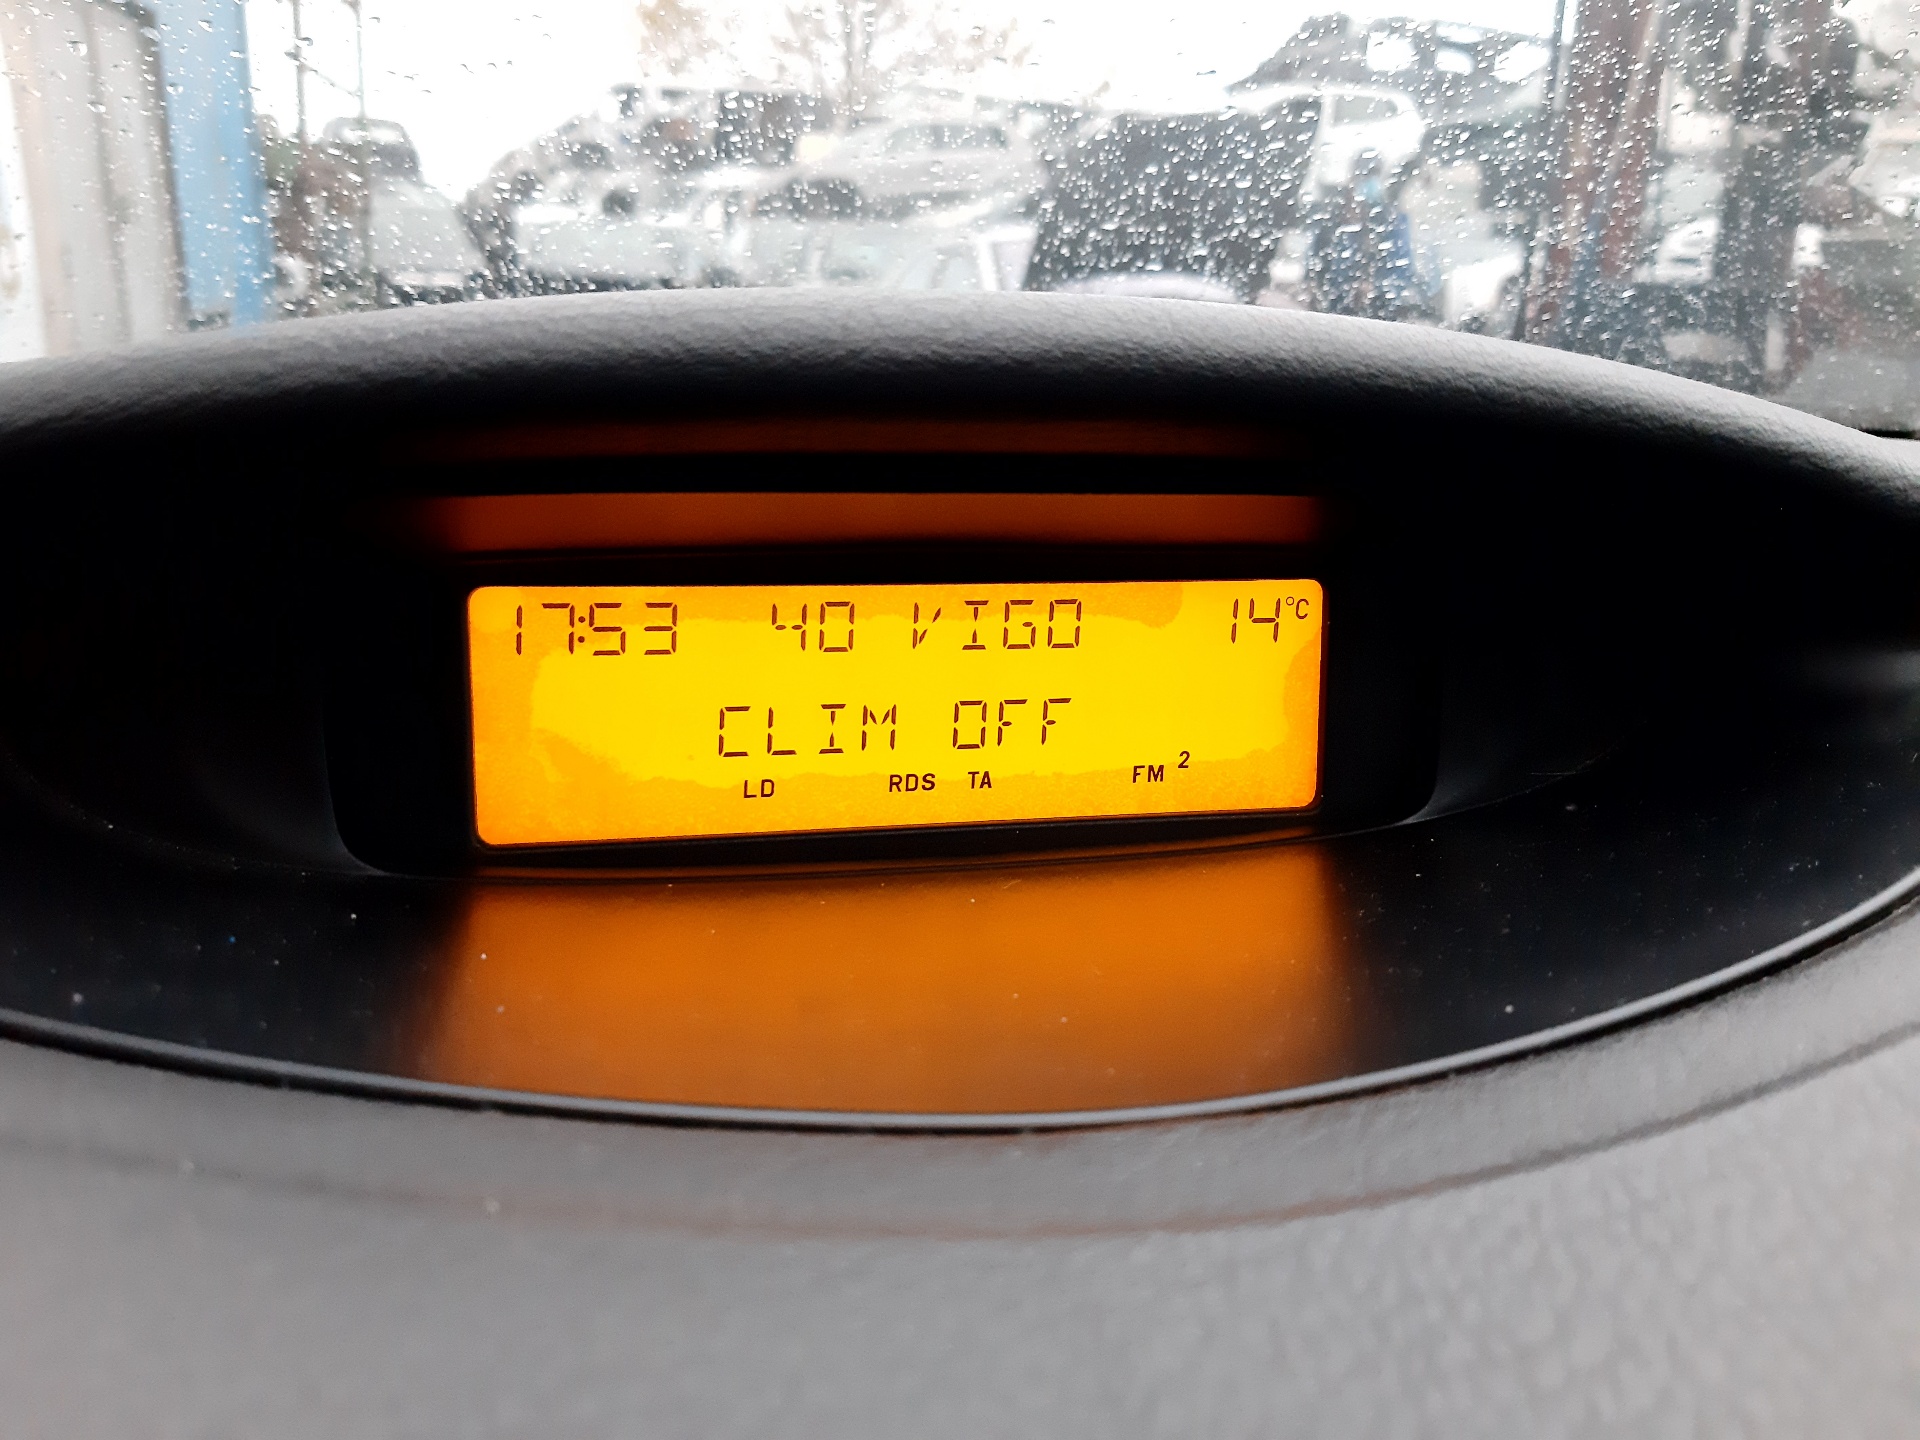 17:53 40 VIGO 14°C
CLIM OFF
LD RDS TA FM 2